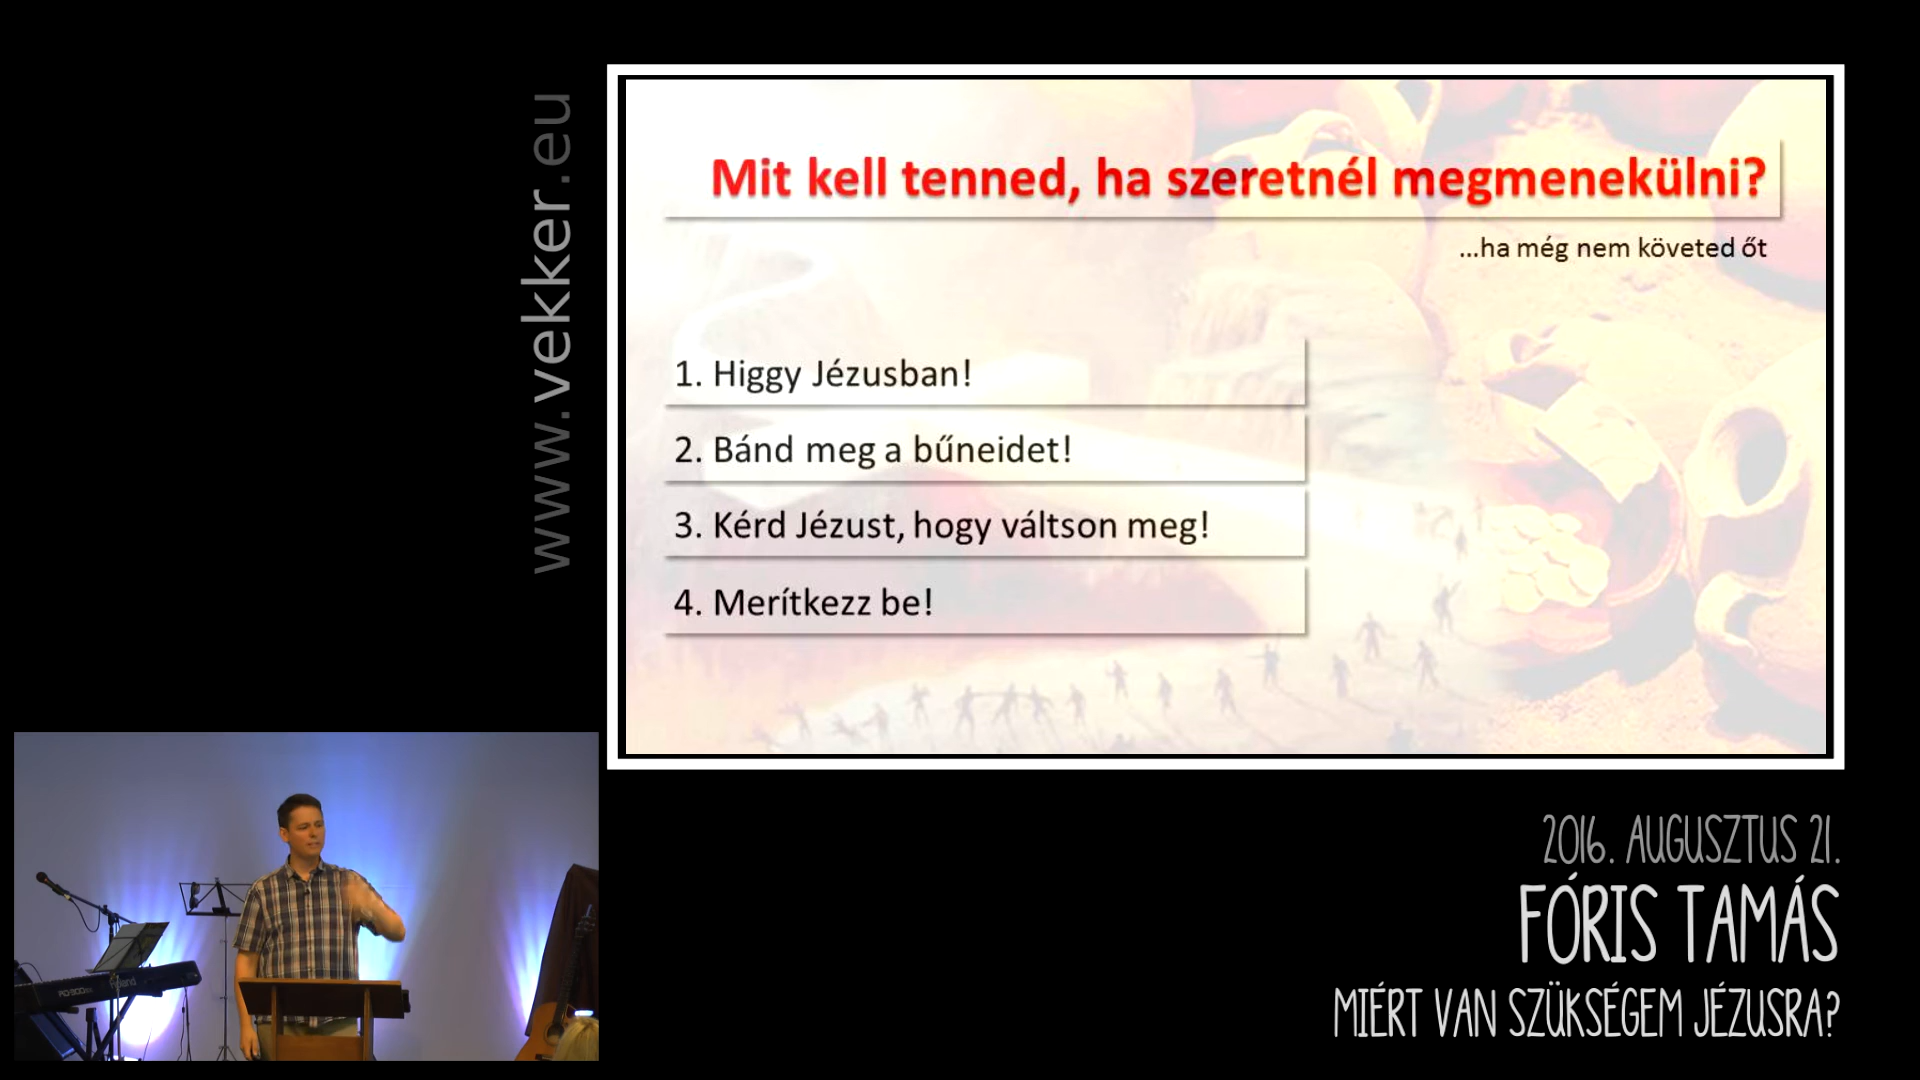 www.vekker.eu
Mit kell tenned, ha szeretnél megmenekülni?
...ha még nem követed őt
1. Higgy Jézusban!
2. Bánd meg a bűneidet!
3. Kérd Jézust, hogy váltson meg!
4. Merítkezz be!
Roland
2016. AUGUSZTUS 21.
FÓRIS TAMÁS
MIÉRT VAN SZÜKSÉGEM JÉZUSRA?